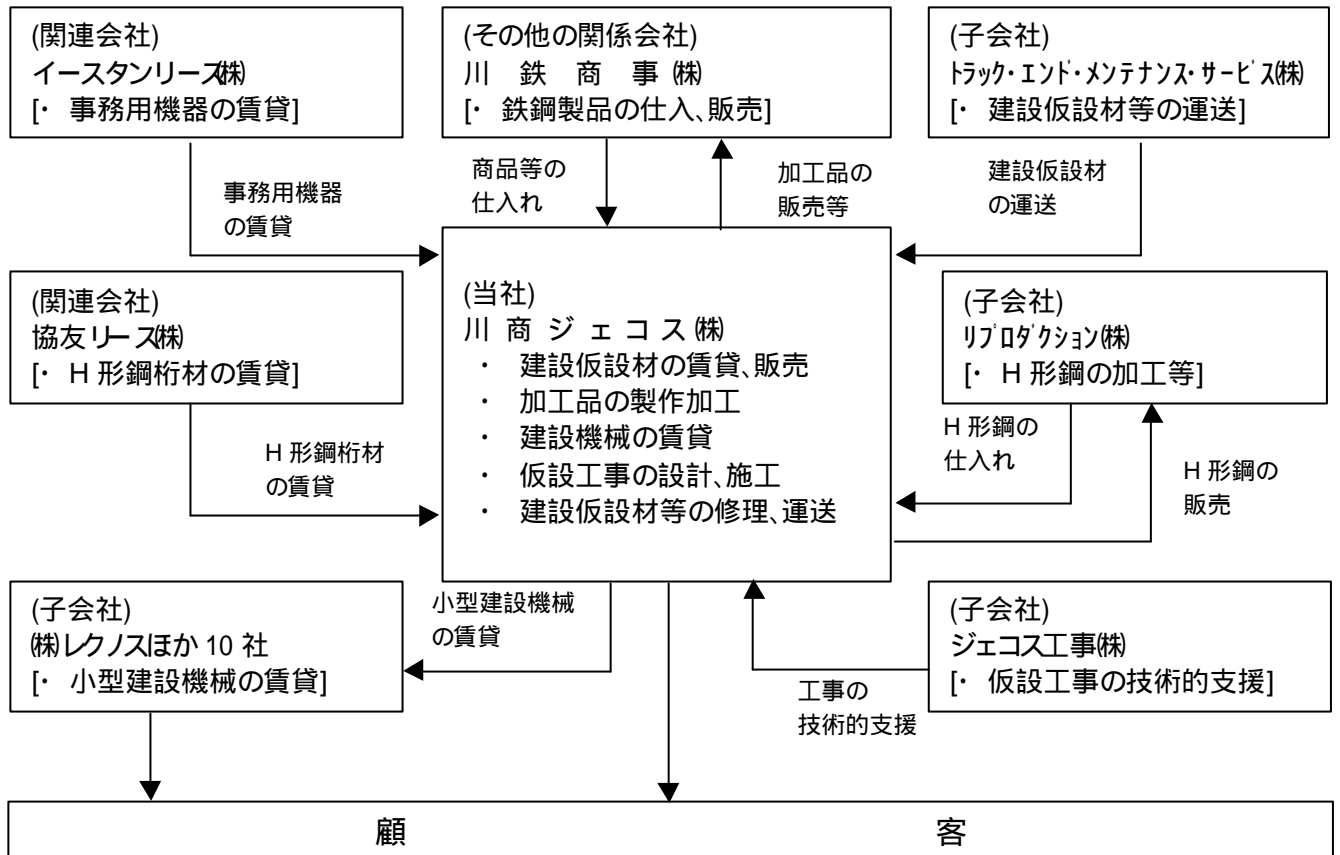 (関連会社)
イースタンリース㈱
[・ 事務用機器の賃貸]
(その他の関係会社)
川 鉄 商 事 ㈱
[・ 鉄鋼製品の仕入、販売]
(子会社)
ﾄﾗｯｸ・ｴﾝﾄﾞ・ﾒﾝﾃﾅﾝｽ・ｻｰﾋﾞｽ㈱
[・ 建設仮設材等の運送]
事務用機器
の賃貸
商品等の
仕入れ
加工品の
販売等
建設仮設材
の運送
(関連会社)
協友リース㈱
[・ H 形鋼桁材の賃貸]
(当社)
川 商 ジ ェ コ ス ㈱
・ 建設仮設材の賃貸、販売
・ 加工品の製作加工
・ 建設機械の賃貸
・ 仮設工事の設計、施工
・ 建設仮設材等の修理、運送
(子会社)
ﾘﾌﾟﾛﾀﾞｸｼｮﾝ㈱
[・ H 形鋼の加工等]
H 形鋼桁材
の賃貸
H 形鋼の
仕入れ
H 形鋼の
販売
(子会社)
㈱レクノスほか 10 社
[・ 小型建設機械の賃貸]
小型建設機械
の賃貸
工事の
技術的支援
(子会社)
ジェコス工事㈱
[・ 仮設工事の技術的支援]
顧 客